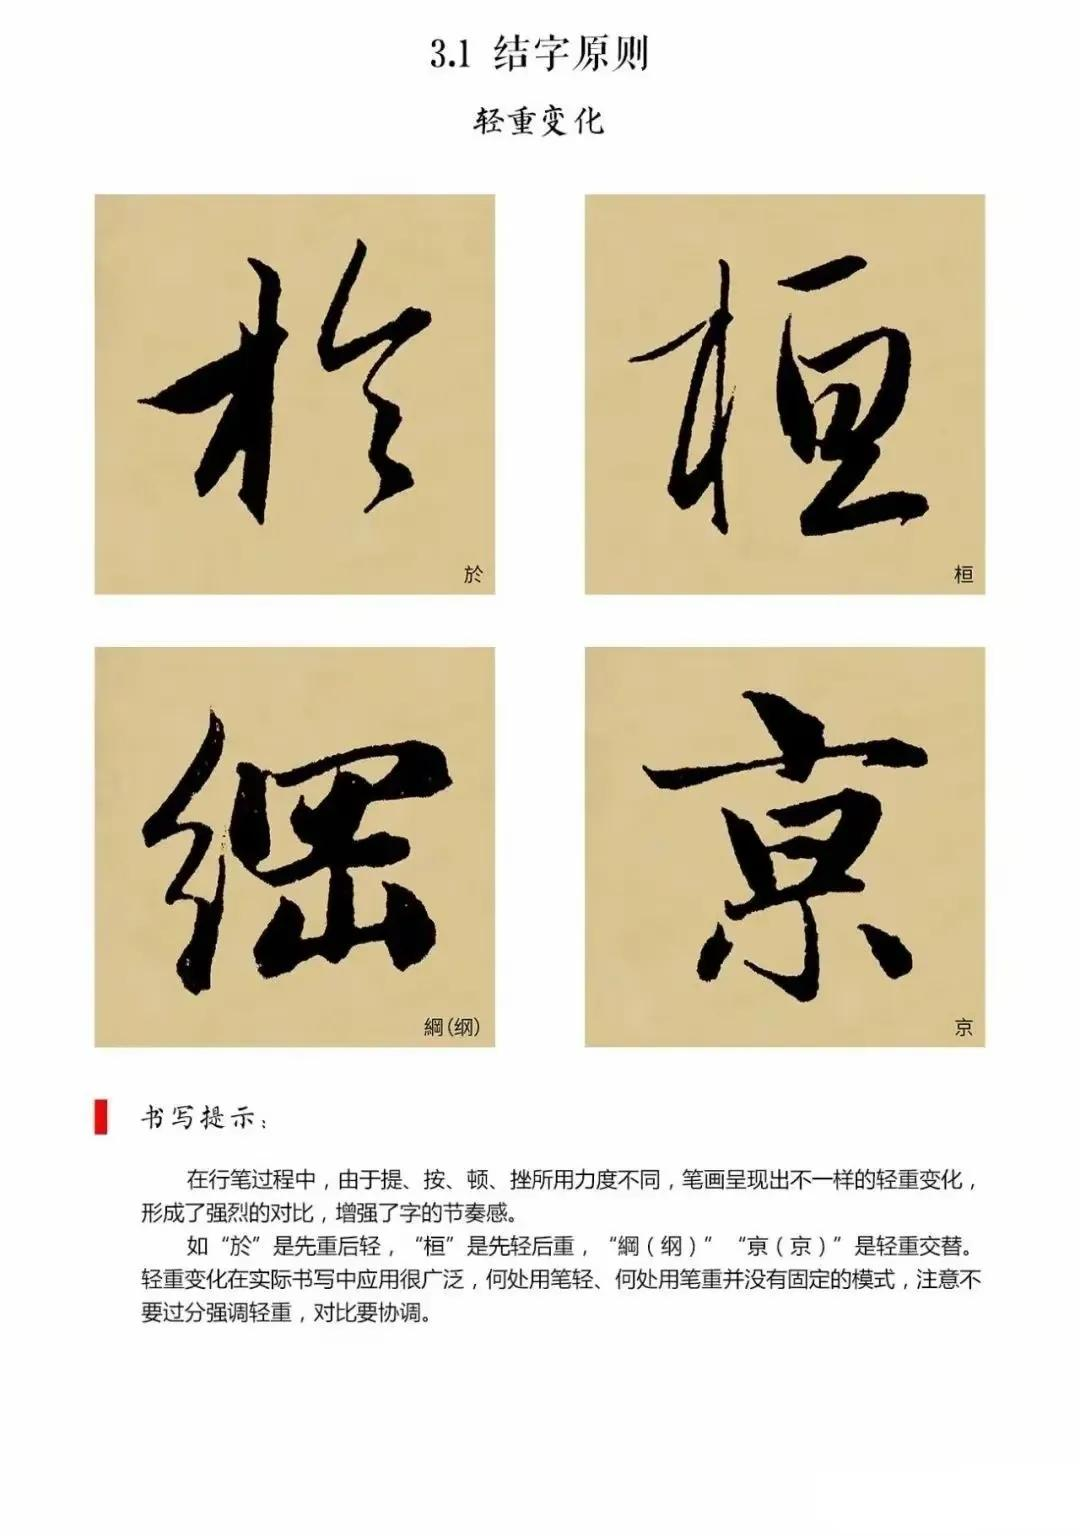 3.1 结字原则
轻重变化
於
桓
於 桓
綱(纲)
京
綱 亰
书写提示：
在行笔过程中，由于提、按、顿、挫所用力度不同，笔画呈现出不一样的轻重变化，
形成了强烈的对比，增强了字的节奏感。
如“於”是先重后轻，“桓”是先轻后重，“綱（纲）”“亰（京）”是轻重交替。
轻重变化在实际书写中应用很广泛，何处用笔轻、何处用笔重并没有固定的模式，注意不
要过分强调轻重，对比要协调。